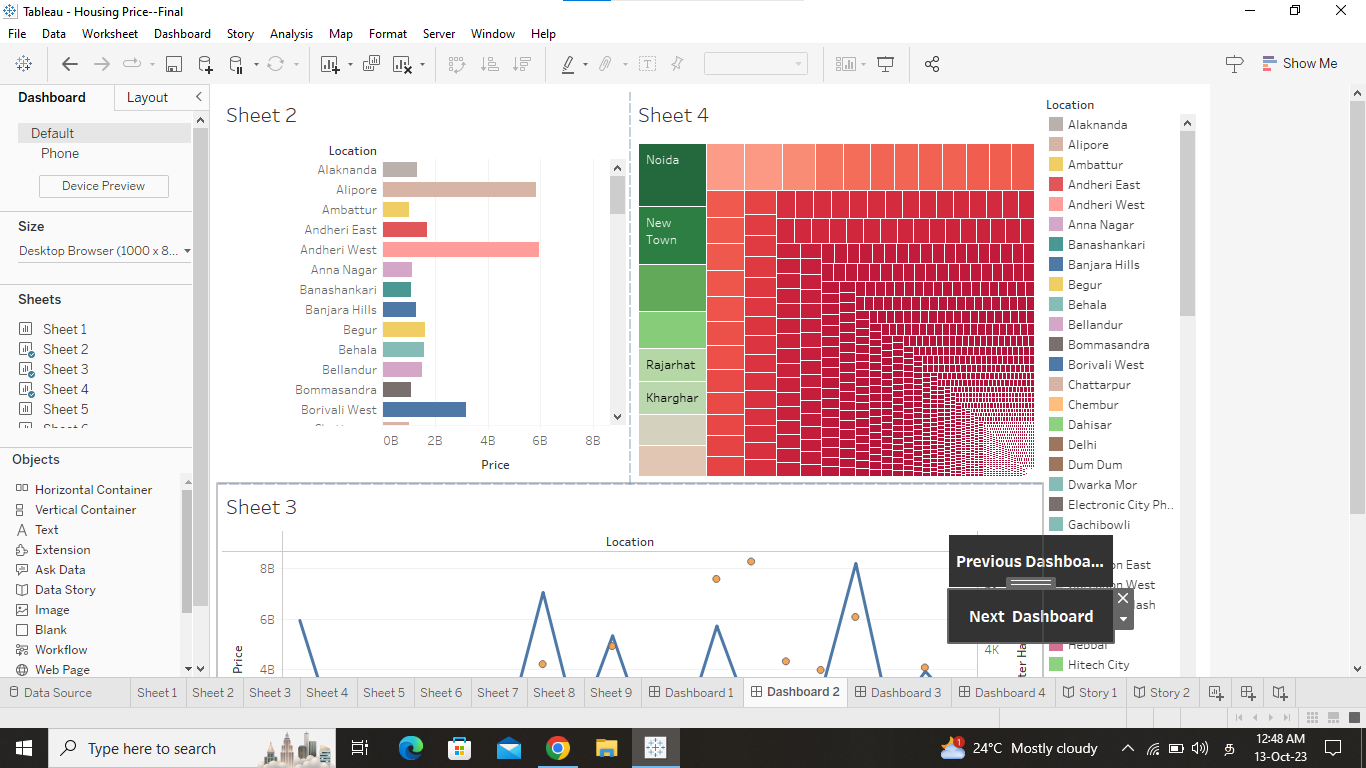 Tableau - Housing Price--Final
File Data Worksheet Dashboard Story Analysis Map Format Server Window Help
Show Me
Dashboard Layout
Default
Phone
Device Preview
Size
Desktop Browser (1000 x 8...
Sheets
Sheet 1
Sheet 2
Sheet 3
Sheet 4
Sheet 5
Objects
Horizontal Container
Vertical Container
Text
Extension
Ask Data
Data Story
Image
Blank
Workflow
Web Page
Sheet 2
Location
Alaknanda
Alipore
Ambattur
Andheri East
Andheri West
Anna Nagar
Banashankari
Banjara Hills
Begur
Behala
Bellandur
Bommasandra
Borivali West
0B 2B 4B 6B 8B
Price
Sheet 4
Noida
New
Town
Rajarhat
Kharghar
Location
Alaknanda
Alipore
Ambattur
Andheri East
Andheri West
Anna Nagar
Banashankari
Banjara Hills
Begur
Behala
Bellandur
Bommasandra
Borivali West
Chattarpur
Chembur
Dahisar
Delhi
Dum Dum
Dwarka Mor
Electronic City Ph..
Gachibowli
East
West
Hebbal
Hitech City
Sheet 3
Location
8B
6B
4B
Price
4K
Previous Dashboa...
Next Dashboard
Data Source Sheet 1 Sheet 2 Sheet 3 Sheet 4 Sheet 5 Sheet 6 Sheet 7 Sheet 8 Sheet 9 Dashboard 1 Dashboard 2 Dashboard 3 Dashboard 4 Story 1 Story 2
Type here to search
1
24°C Mostly cloudy
12:48 AM
13-Oct-23